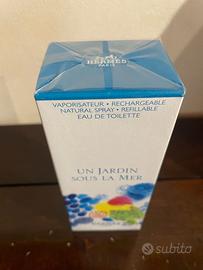 HERMÈS
PARIS
VAPORISATEUR • RECHARGEABLE
NATURAL SPRAY • REFILLABLE
EAU DE TOILETTE
UN JARDIN
SOUS LA MER
subito